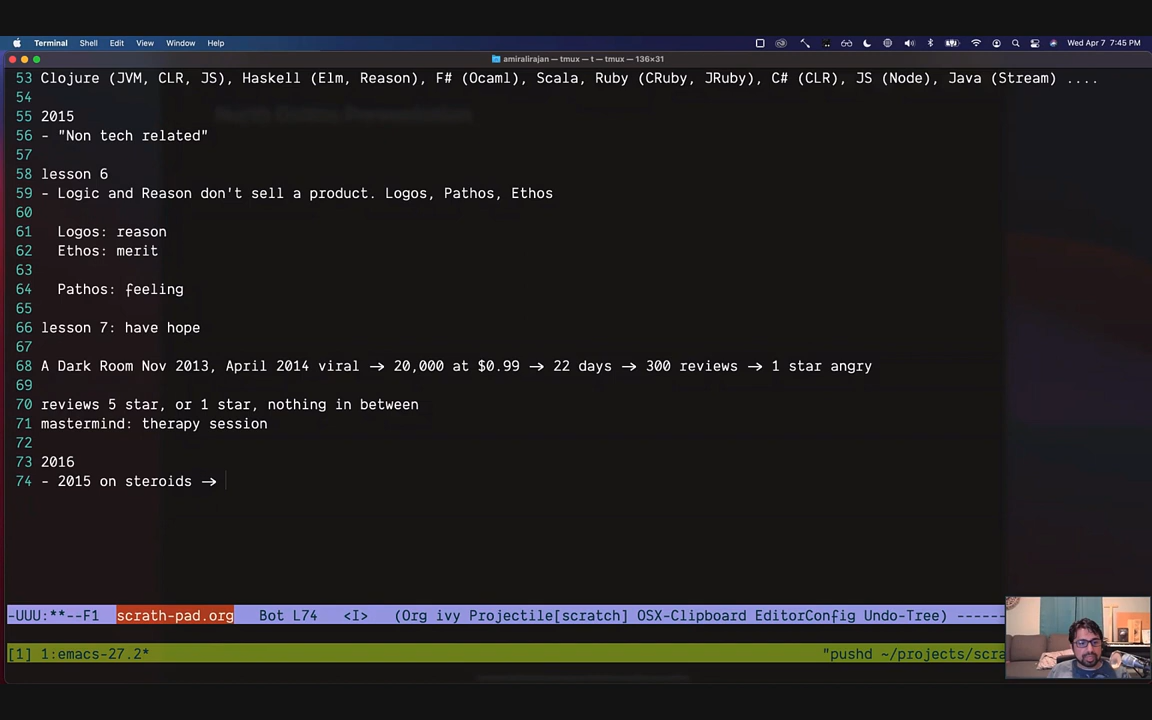 Terminal Shell Edit View Window Help Wed Apr 7 7:45 PM
amiralirajan — tmux — t — tmux — 136×31
53 Clojure (JVM, CLR, JS), Haskell (Elm, Reason), F# (Ocaml), Scala, Ruby (CRuby, JRuby), C# (CLR), JS (Node), Java (Stream) ....
54
55 2015
56 - "Non tech related"
57
58 lesson 6
59 - Logic and Reason don't sell a product. Logos, Pathos, Ethos
60
61 Logos: reason
62 Ethos: merit
63
64 Pathos: feeling
65
66 lesson 7: have hope
67
68 A Dark Room Nov 2013, April 2014 viral → 20,000 at $0.99 → 22 days → 300 reviews → 1 star angry
69
70 reviews 5 star, or 1 star, nothing in between
71 mastermind: therapy session
72
73 2016
74 - 2015 on steroids →
-UUU:**--F1 scrath-pad.org Bot L74 <I> (Org ivy Projectile[scratch] OSX-Clipboard EditorConfig Undo-Tree) ------
[1] 1:emacs-27.2* "pushd ~/projects/scra